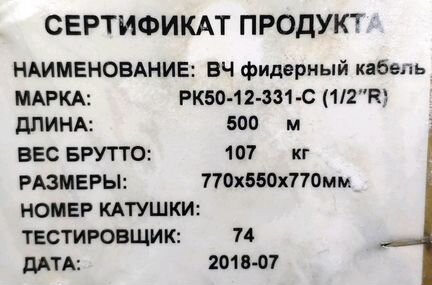 СЕРТИФИКАТ ПРОДУКТА
НАИМЕНОВАНИЕ: ВЧ фидерный кабель
МАРКА: РК50-12-331-С (1/2"R)
ДЛИНА: 500 м
ВЕС БРУТТО: 107 кг
РАЗМЕРЫ: 770х550х770мм
НОМЕР КАТУШКИ:
ТЕСТИРОВЩИК: 74
ДАТА: 2018-07